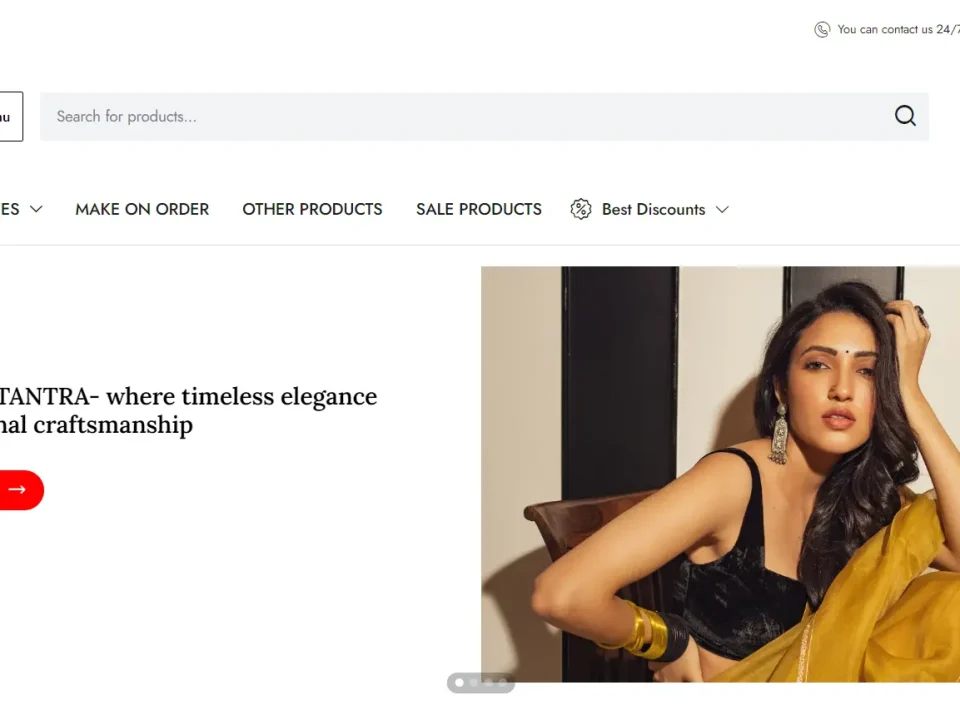 You can contact us 24/7
nu
Search for products...
ES
MAKE ON ORDER
OTHER PRODUCTS
SALE PRODUCTS
Best Discounts
TANTRA- where timeless elegance
nal craftsmanship